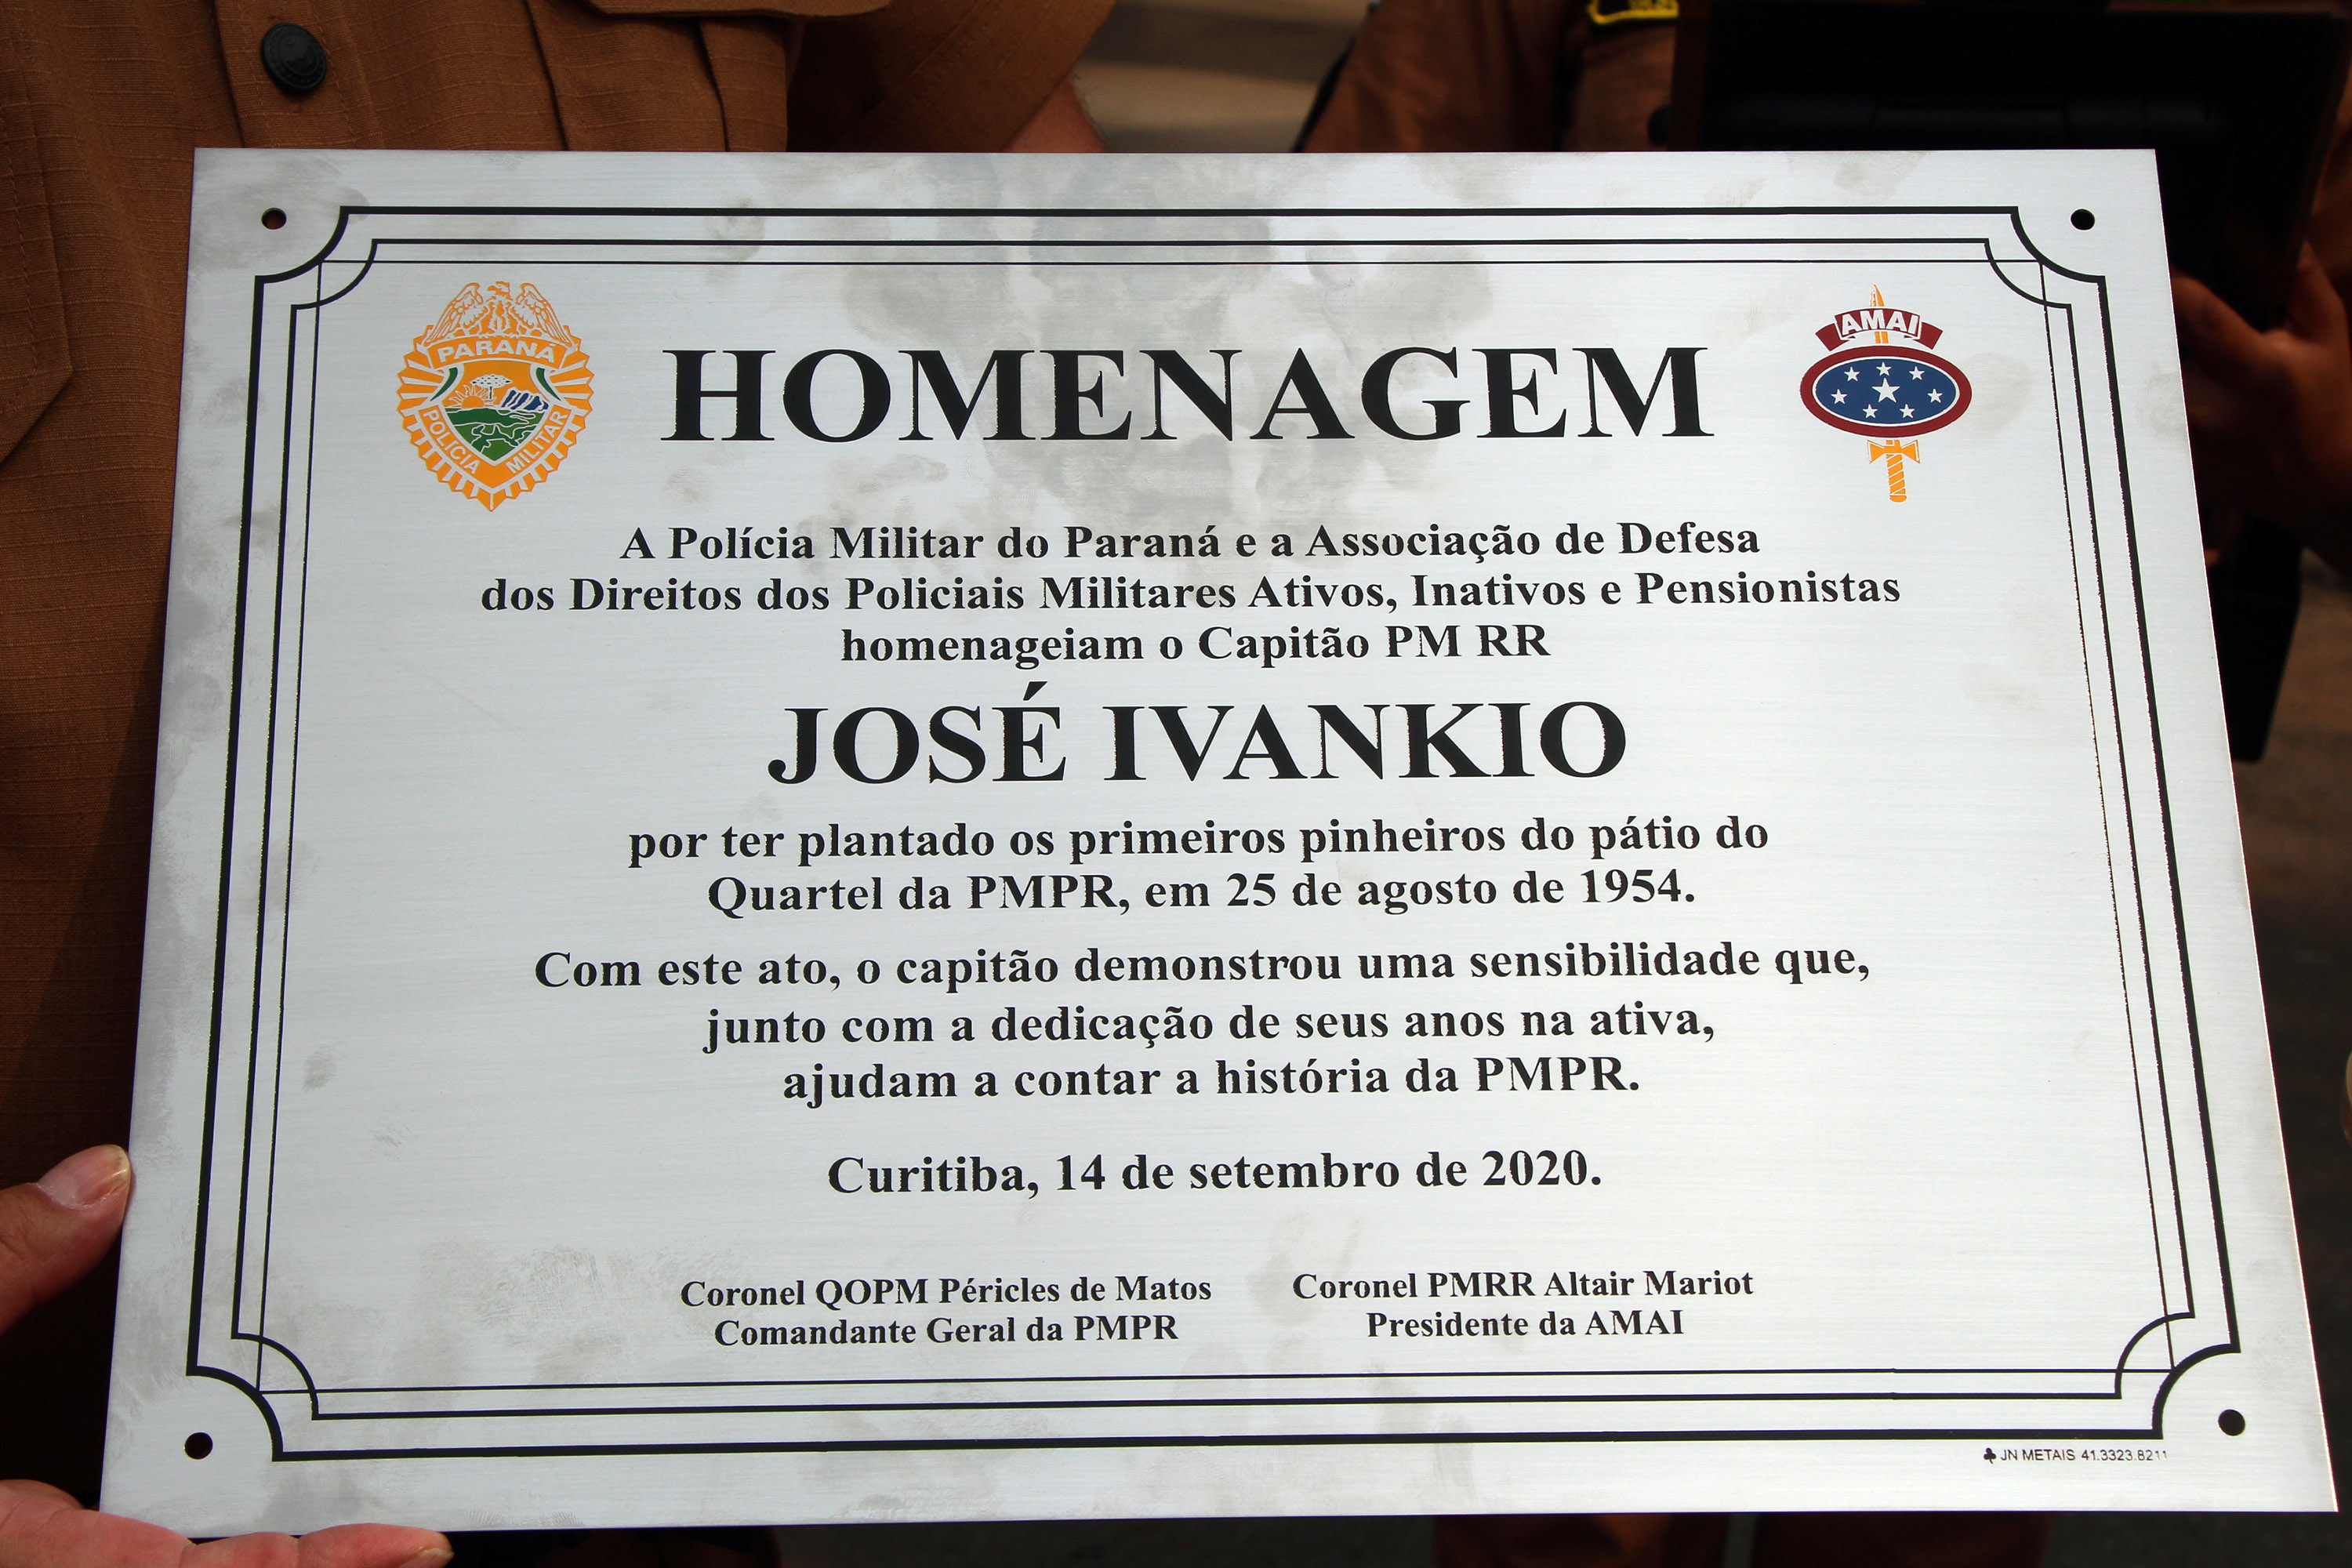 PARANÁ
POLÍCIA MILITAR
AMAI
HOMENAGEM
A Polícia Militar do Paraná e a Associação de Defesa
dos Direitos dos Policiais Militares Ativos, Inativos e Pensionistas
homenageiam o Capitão PM RR
JOSÉ IVANKIO
por ter plantado os primeiros pinheiros do pátio do
Quartel da PMPR, em 25 de agosto de 1954.
Com este ato, o capitão demonstrou uma sensibilidade que,
junto com a dedicação de seus anos na ativa,
ajudam a contar a história da PMPR.
Curitiba, 14 de setembro de 2020.
Coronel QOPM Péricles de Matos
Comandante Geral da PMPR
Coronel PMRR Altair Mariot
Presidente da AMAI
JN METAIS 41.3323.8211